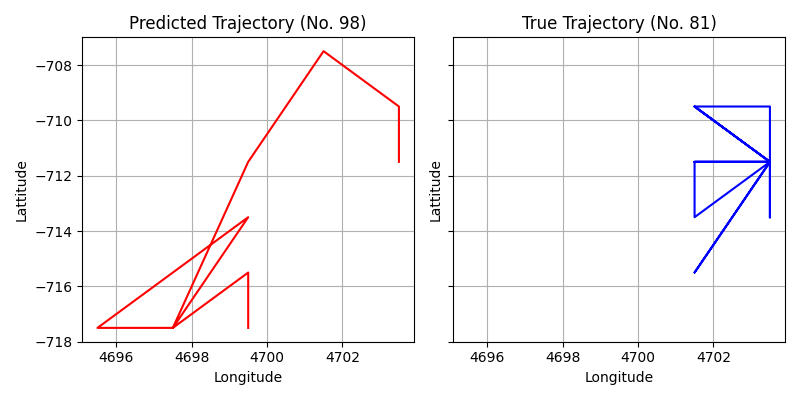 Predicted Trajectory (No. 98)
True Trajectory (No. 81)
−708
−710
−712
−714
−716
−718
Lattitude
Lattitude
4696
4698
4700
4702
4696
4698
4700
4702
Longitude
Longitude